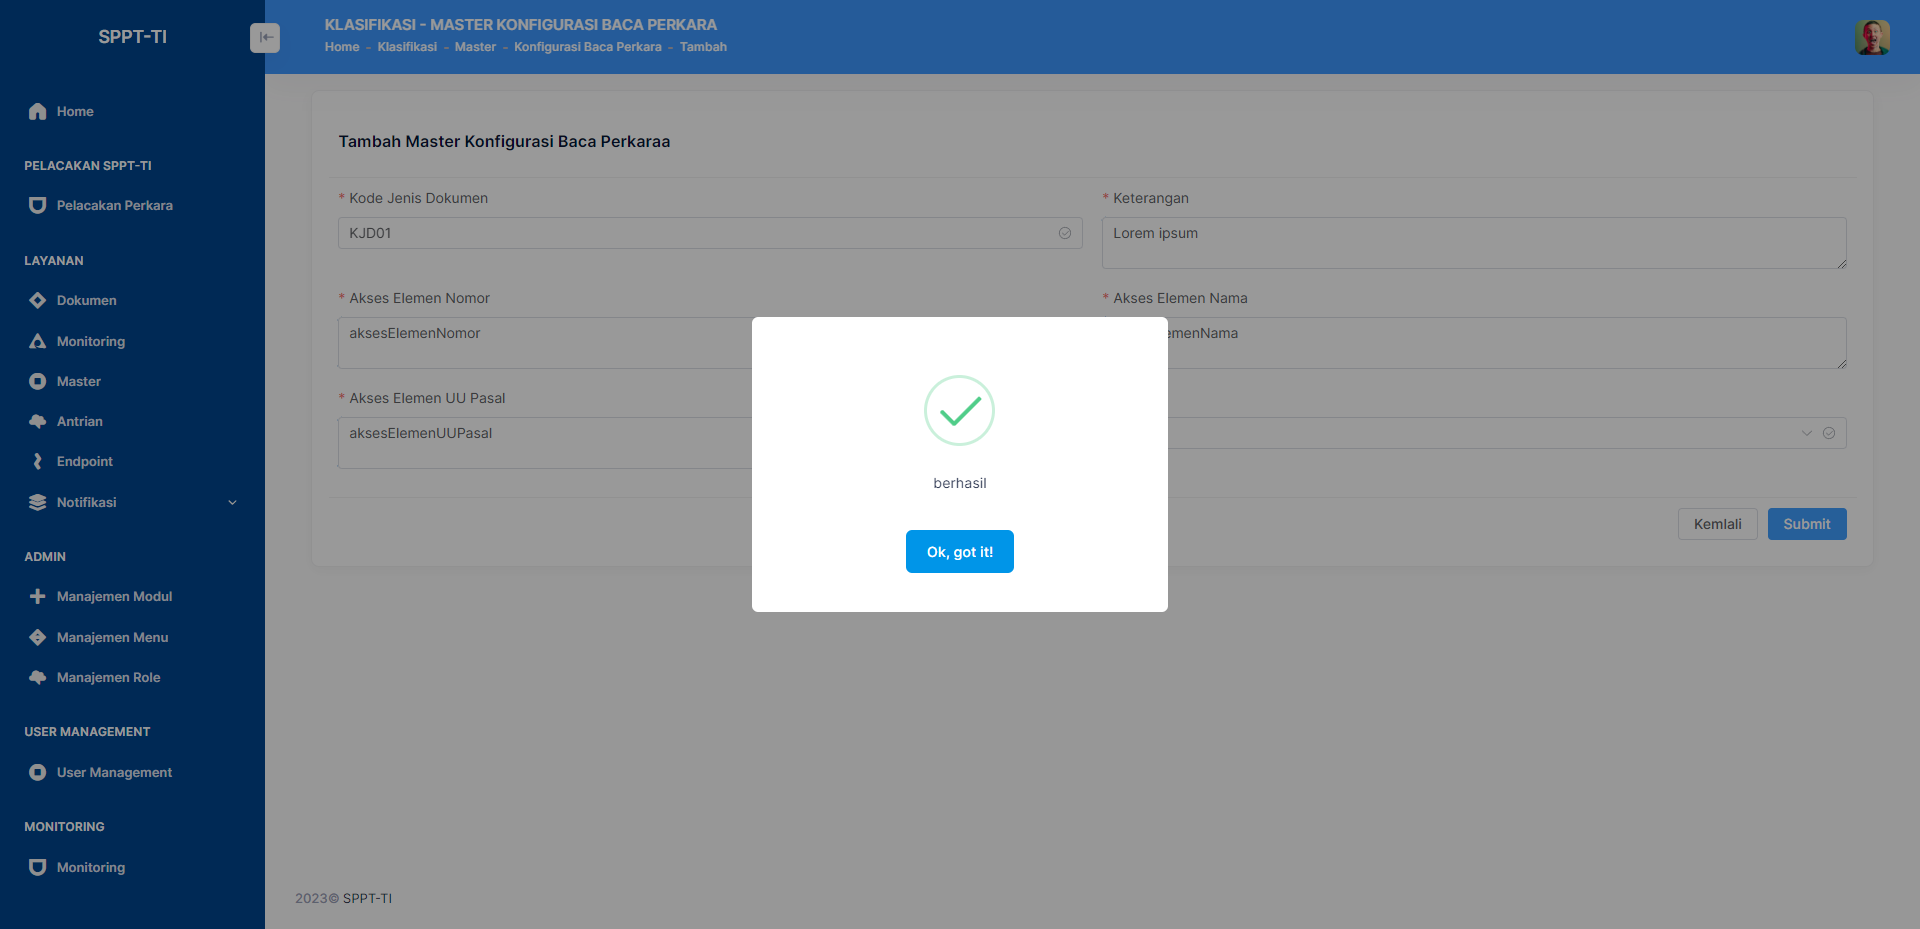 SPPT-TI
Home
PELACAKAN SPPT-TI
Pelacakan Perkara
LAYANAN
Dokumen
Monitoring
Master
Antrian
Endpoint
Notifikasi
ADMIN
Manajemen Modul
Manajemen Menu
Manajemen Role
USER MANAGEMENT
User Management
MONITORING
Monitoring
KLASIFIKASI - MASTER KONFIGURASI BACA PERKARA
Home - Klasifikasi - Master - Konfigurasi Baca Perkara - Tambah
Tambah Master Konfigurasi Baca Perkaraa
* Kode Jenis Dokumen
KJD01
* Keterangan
Lorem ipsum
* Akses Elemen Nomor
aksesElemenNomor
* Akses Elemen Nama
emenNama
* Akses Elemen UU Pasal
aksesElemenUUPasal
berhasil
Ok, got it!
Kemlali
Submit
2023© SPPT-TI